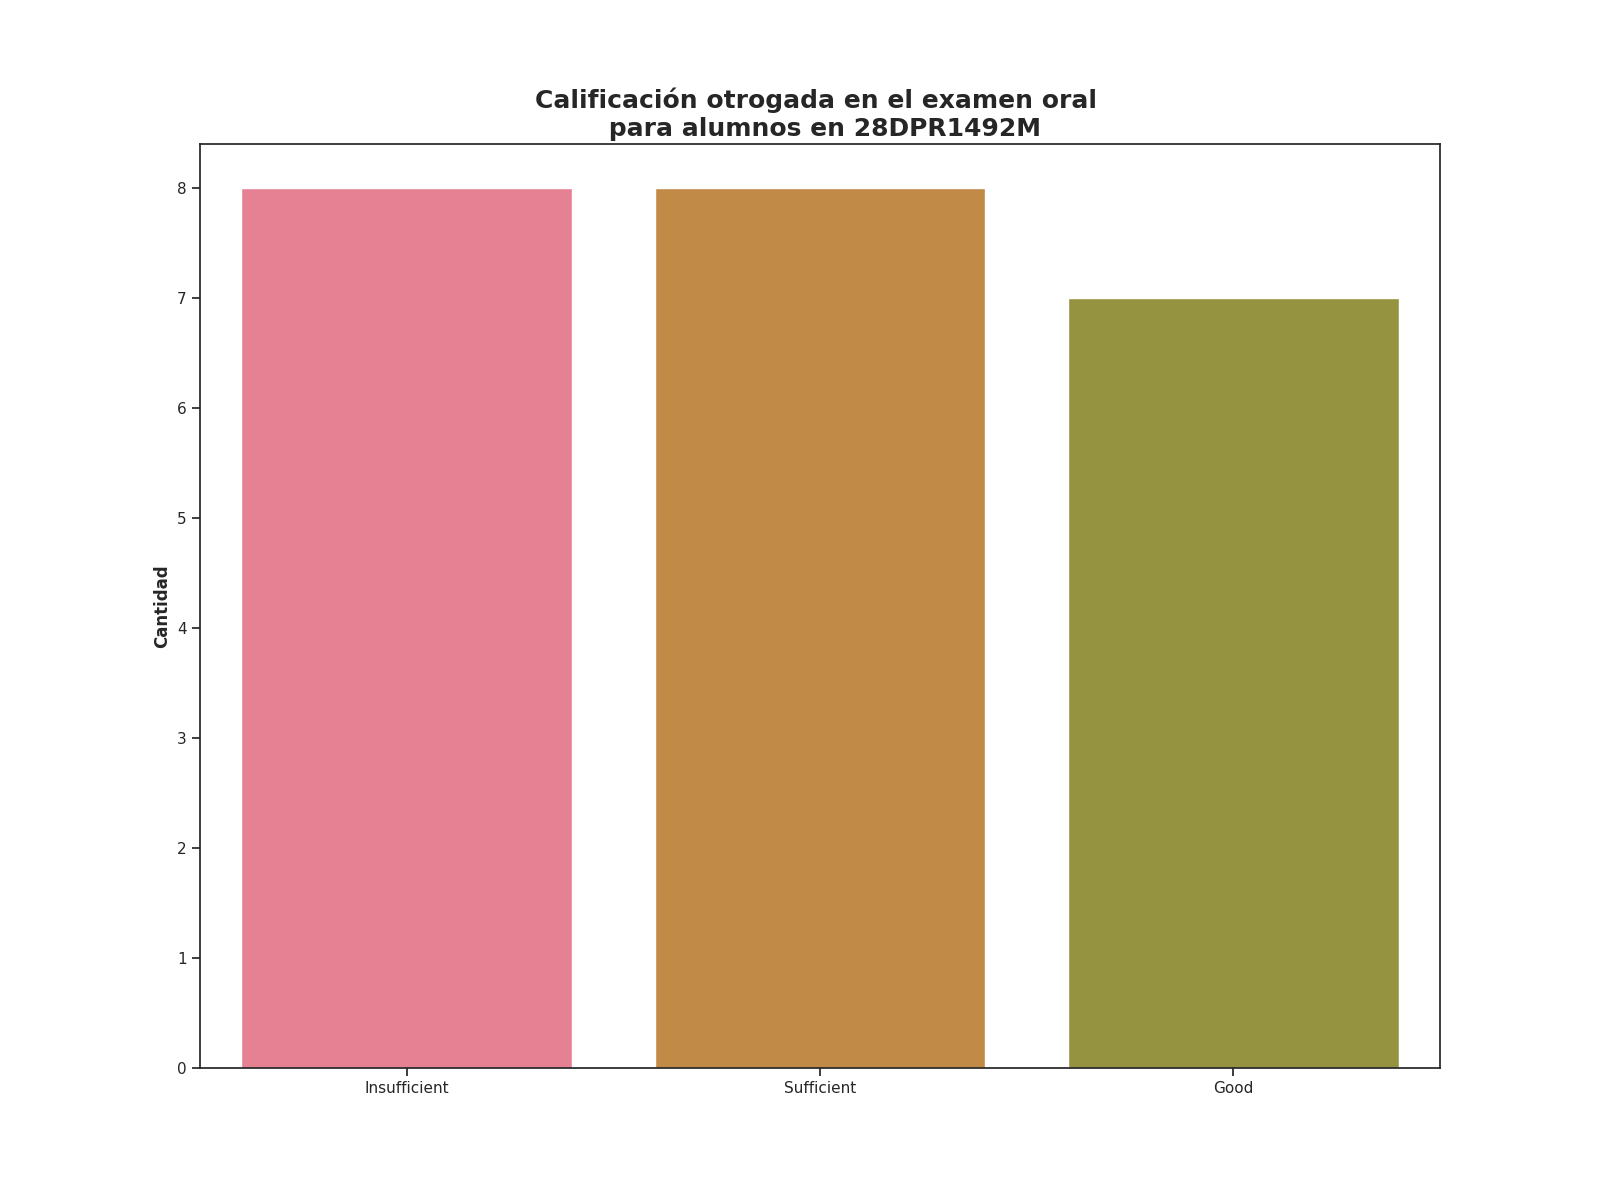 Calificación otrogada en el examen oral
para alumnos en 28DPR1492M
8
7
6
5
4
3
2
1
0
Cantidad
Insufficient
Sufficient
Good